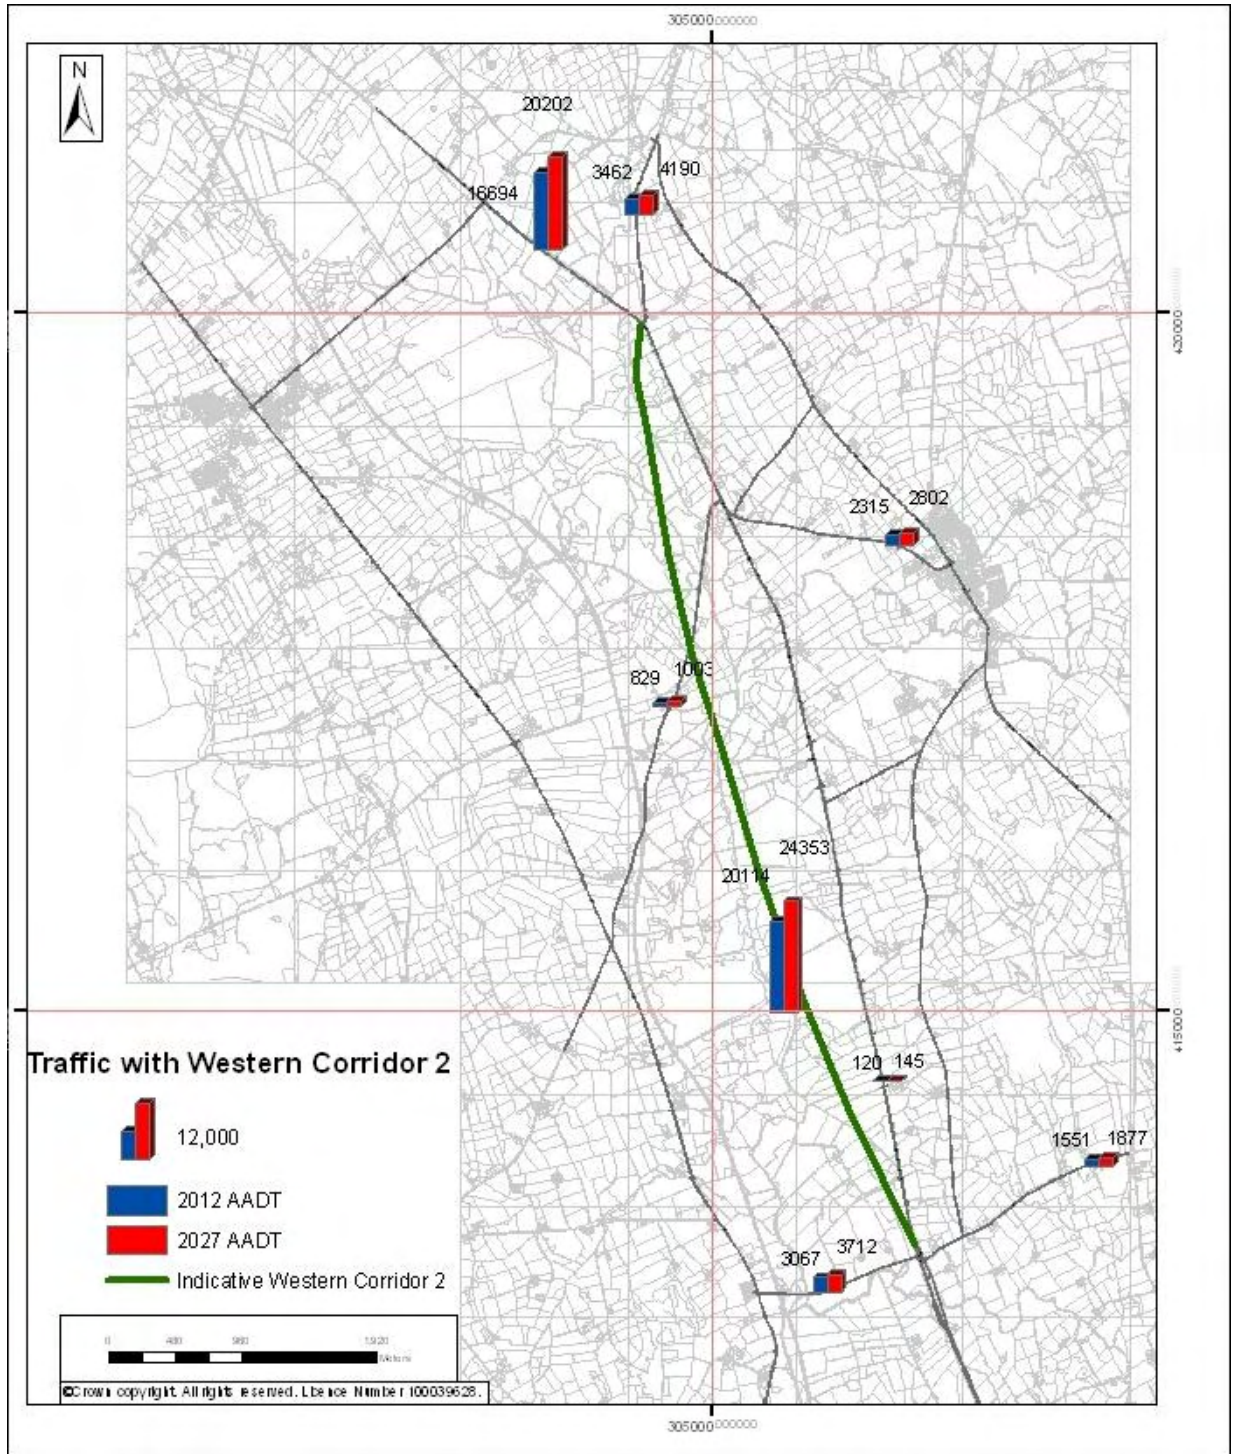 305000000000
N
20202
3462
4190
16694
420000
2315
2802
829
1003
24353
20114
415000
120
145
1551
1877
3067
3712
Traffic with Western Corridor 2
12,000
2012 AADT
2027 AADT
Indicative Western Corridor 2
0 480 960 1,920
Meters
©Crown copyright. All rights reserved. Licence Number 100039628.
305000000000